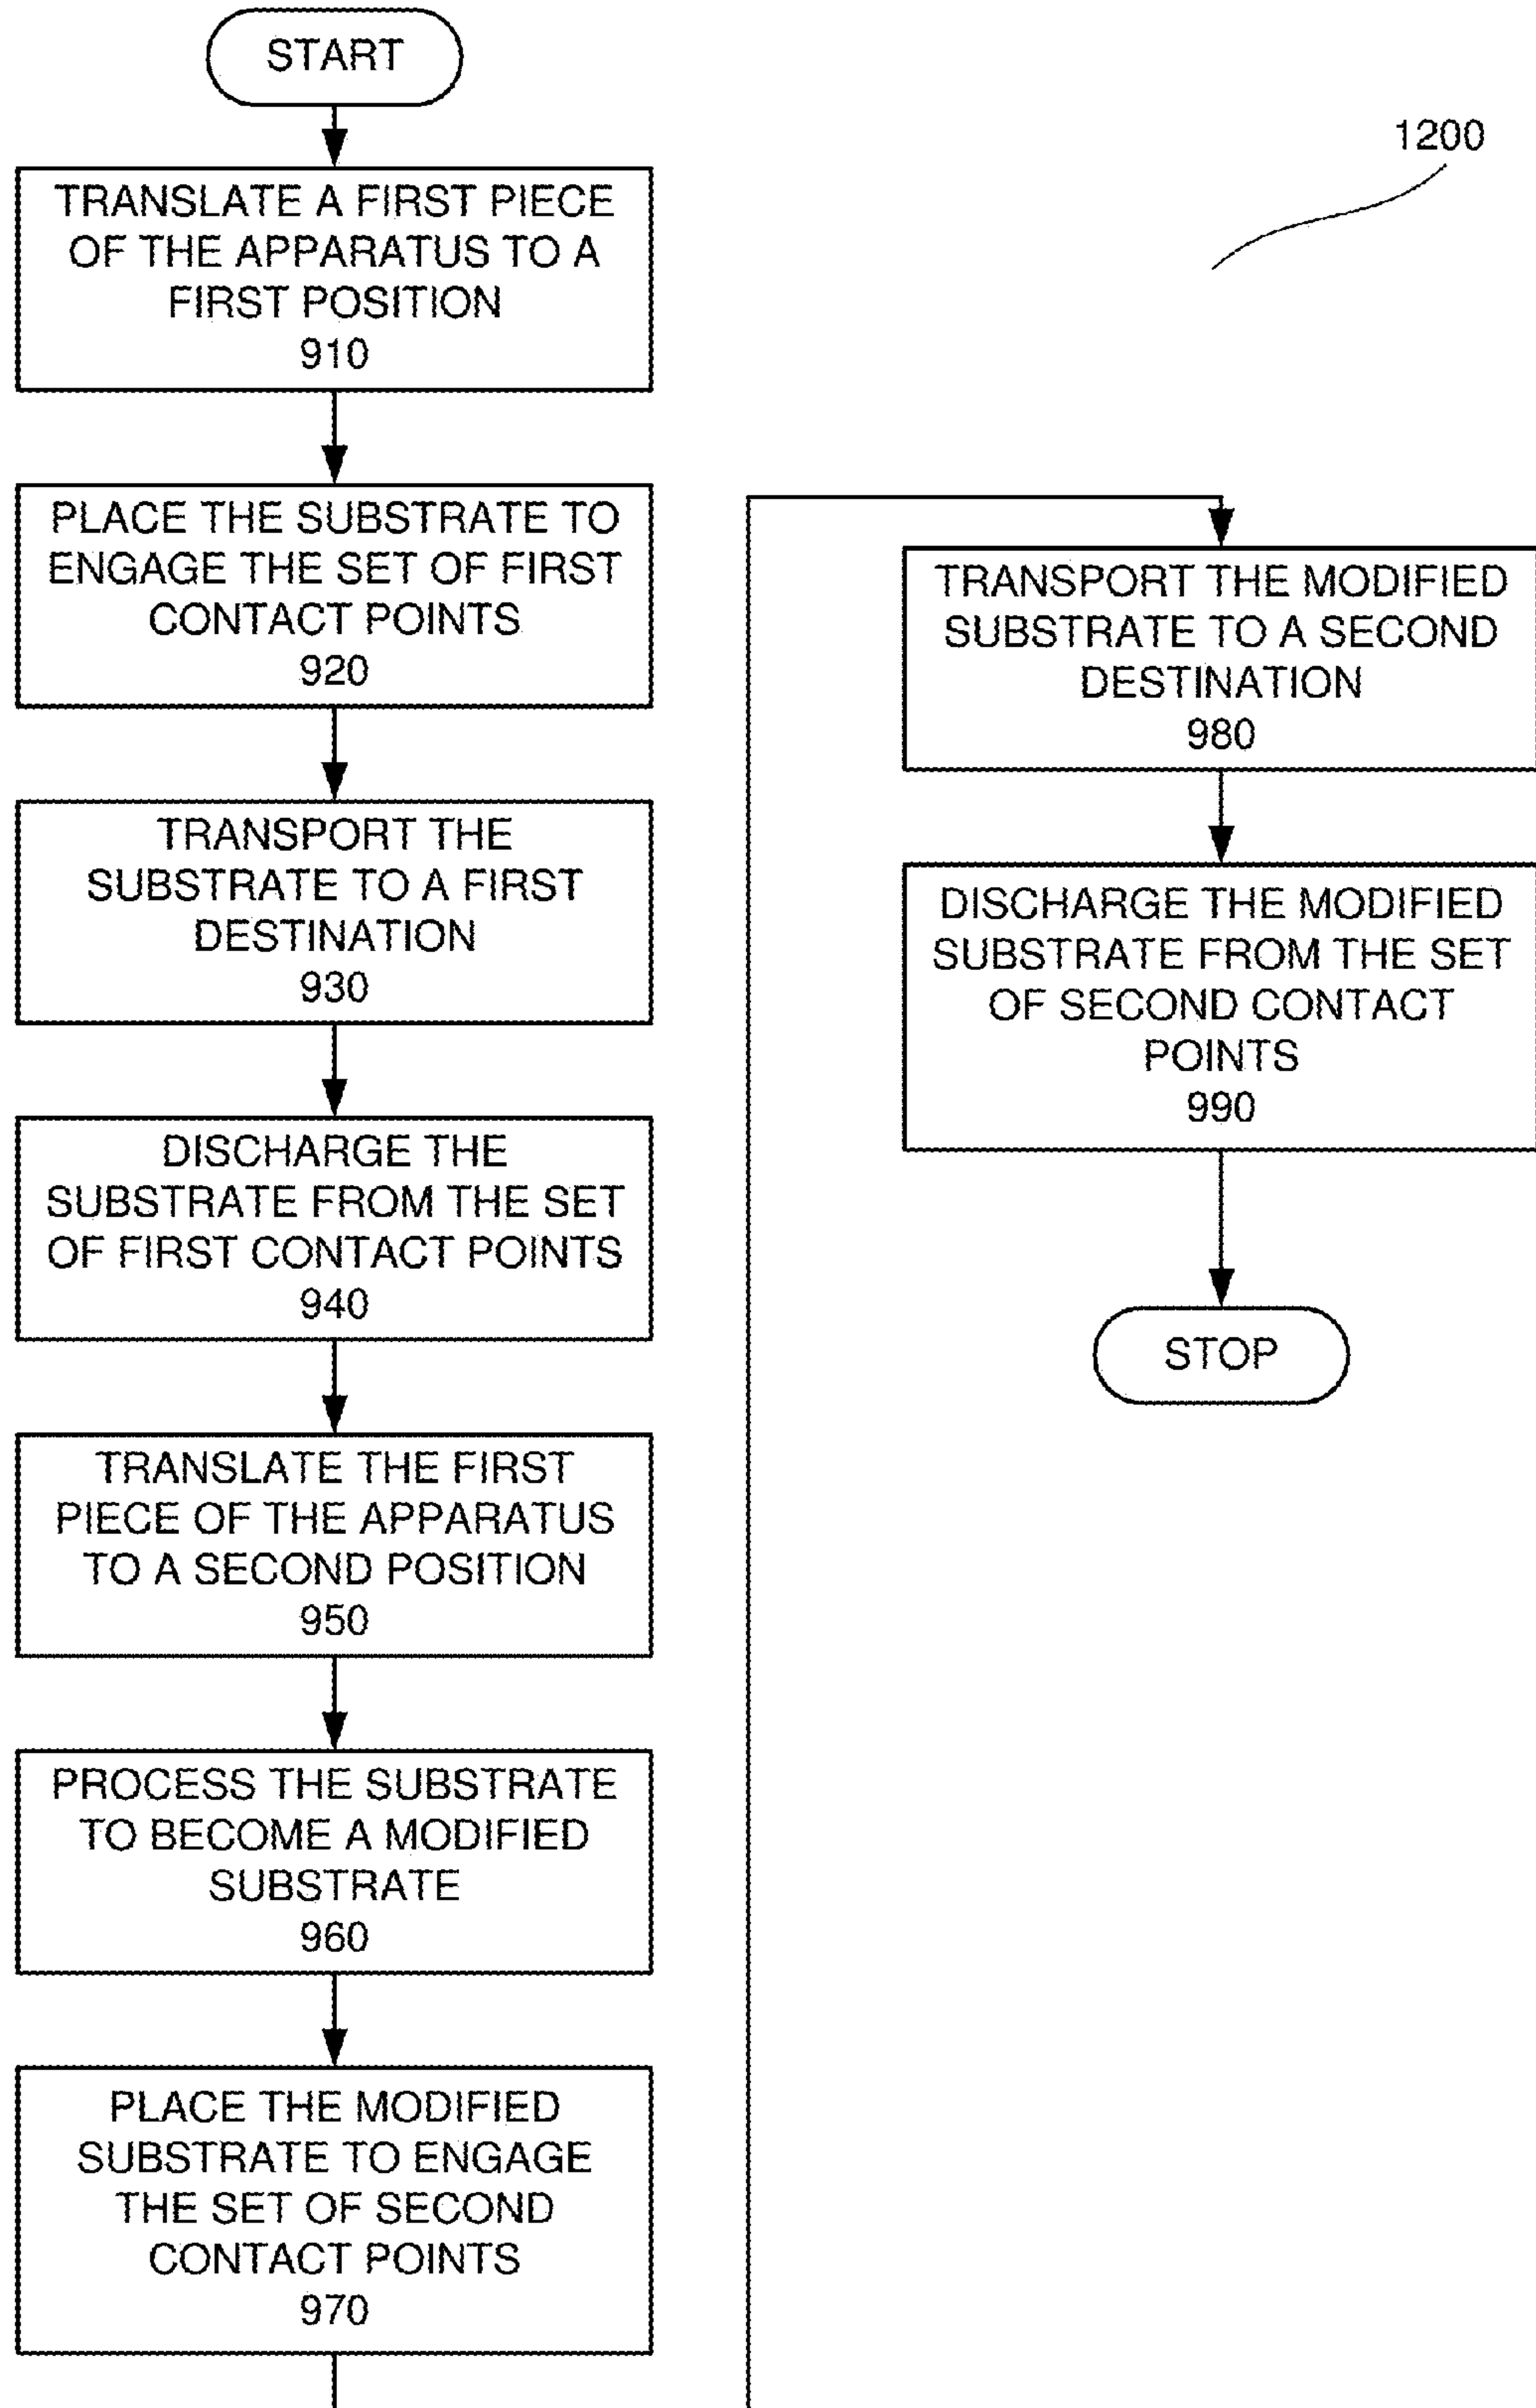 START
1200
TRANSLATE A FIRST PIECE
OF THE APPARATUS TO A
FIRST POSITION
910
PLACE THE SUBSTRATE TO
ENGAGE THE SET OF FIRST
CONTACT POINTS
920
TRANSPORT THE
SUBSTRATE TO A FIRST
DESTINATION
930
DISCHARGE THE
SUBSTRATE FROM THE SET
OF FIRST CONTACT POINTS
940
TRANSLATE THE FIRST
PIECE OF THE APPARATUS
TO A SECOND POSITION
950
PROCESS THE SUBSTRATE
TO BECOME A MODIFIED
SUBSTRATE
960
PLACE THE MODIFIED
SUBSTRATE TO ENGAGE
THE SET OF SECOND
CONTACT POINTS
970
TRANSPORT THE MODIFIED
SUBSTRATE TO A SECOND
DESTINATION
980
DISCHARGE THE MODIFIED
SUBSTRATE FROM THE SET
OF SECOND CONTACT
POINTS
990
STOP